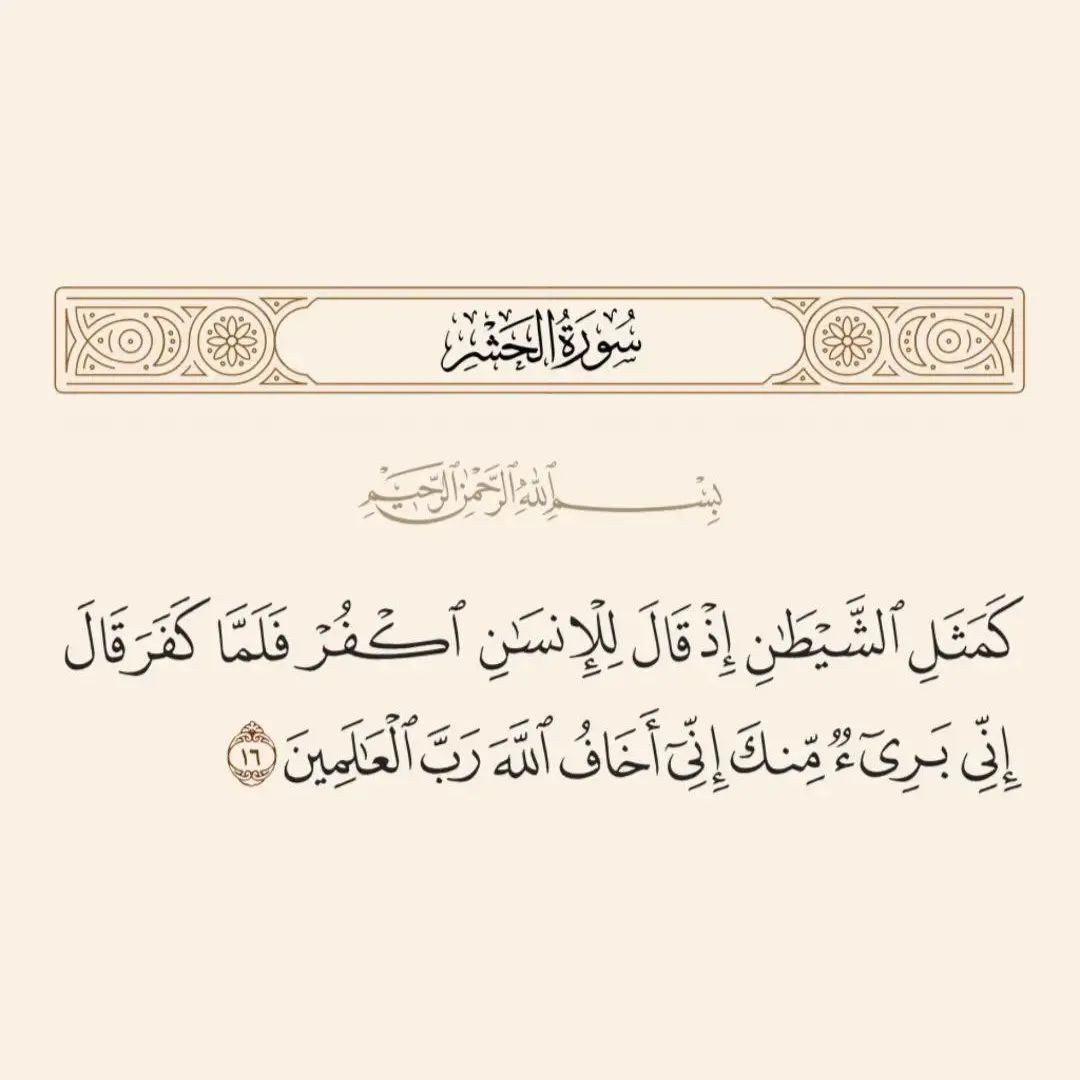 سُورَةُ الحَشْرِ
بِسْمِ ٱللَّهِ ٱلرَّحْمَٰنِ ٱلرَّحِيمِ
كَمَثَلِ ٱلشَّيْطَٰنِ إِذْ قَالَ لِلْإِنسَٰنِ ٱكْفُرْ فَلَمَّا كَفَرَ قَالَ
إِنِّى بَرِىٓءٌ مِّنكَ إِنِّىٓ أَخَافُ ٱللَّهَ رَبَّ ٱلْعَٰلَمِينَ ١٦